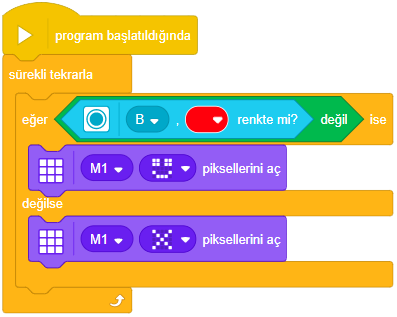 program başlatıldığında
sürekli tekrarla
eğer B , renkte mi? değil ise
M1 piksellerini aç
değilse
M1 piksellerini aç